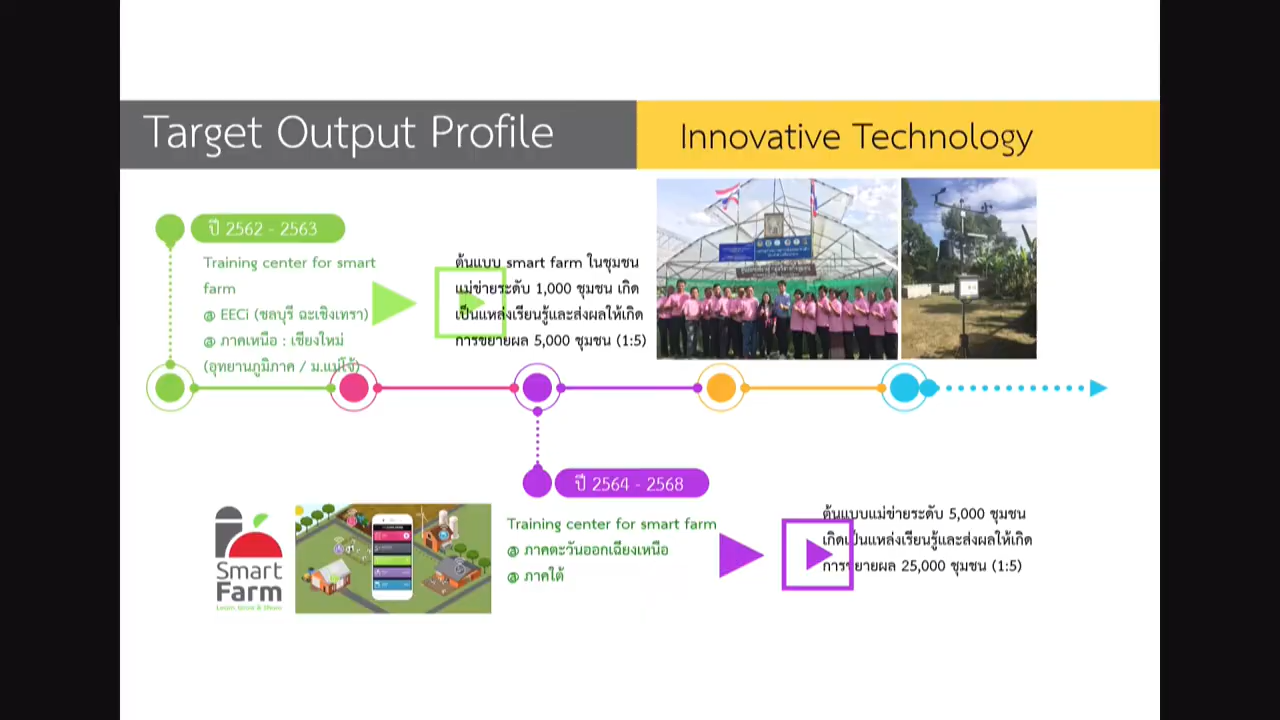 Target Output Profile
Innovative Technology
ปี 2562 - 2563
Training center for smart
farm
@ EECi (ชลบุรี ฉะเชิงเทรา)
@ ภาคเหนือ : เชียงใหม่
(อุทยานภูมิภาค / ม.แม่โจ้)
ต้นแบบ smart farm ในชุมชน
แม่ข่ายระดับ 1,000 ชุมชน เกิด
เป็นแหล่งเรียนรู้และส่งผลให้เกิด
การขยายผล 5,000 ชุมชน (1:5)
ปี 2564 - 2568
Smart
Farm
Learn, Grow & Share
Training center for smart farm
@ ภาคตะวันออกเฉียงเหนือ
@ ภาคใต้
ต้นแบบแม่ข่ายระดับ 5,000 ชุมชน
เกิดเป็นแหล่งเรียนรู้และส่งผลให้เกิด
การขยายผล 25,000 ชุมชน (1:5)